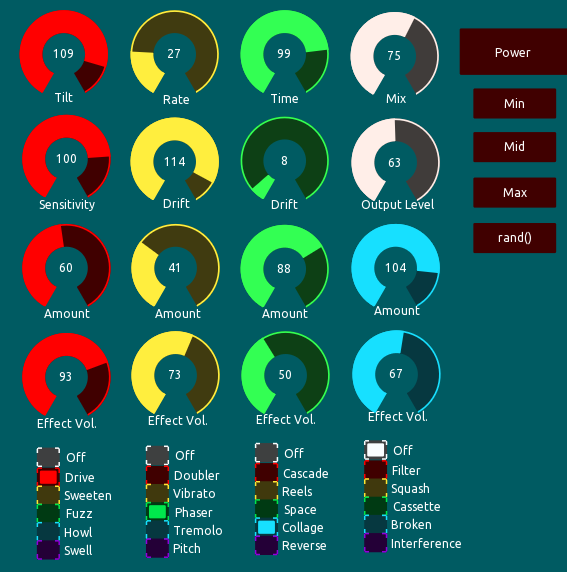 109
27
99
75
Power
Tilt
Rate
Time
Mix
Min
Mid
100
114
8
63
Sensitivity
Drift
Drift
Output Level
Max
rand()
60
41
88
104
Amount
Amount
Amount
Amount
93
73
50
67
Effect Vol.
Effect Vol.
Effect Vol.
Effect Vol.
Off
Drive
Sweeten
Fuzz
Howl
Swell
Off
Doubler
Vibrato
Phaser
Tremolo
Pitch
Off
Cascade
Reels
Space
Collage
Reverse
Off
Filter
Squash
Cassette
Broken
Interference